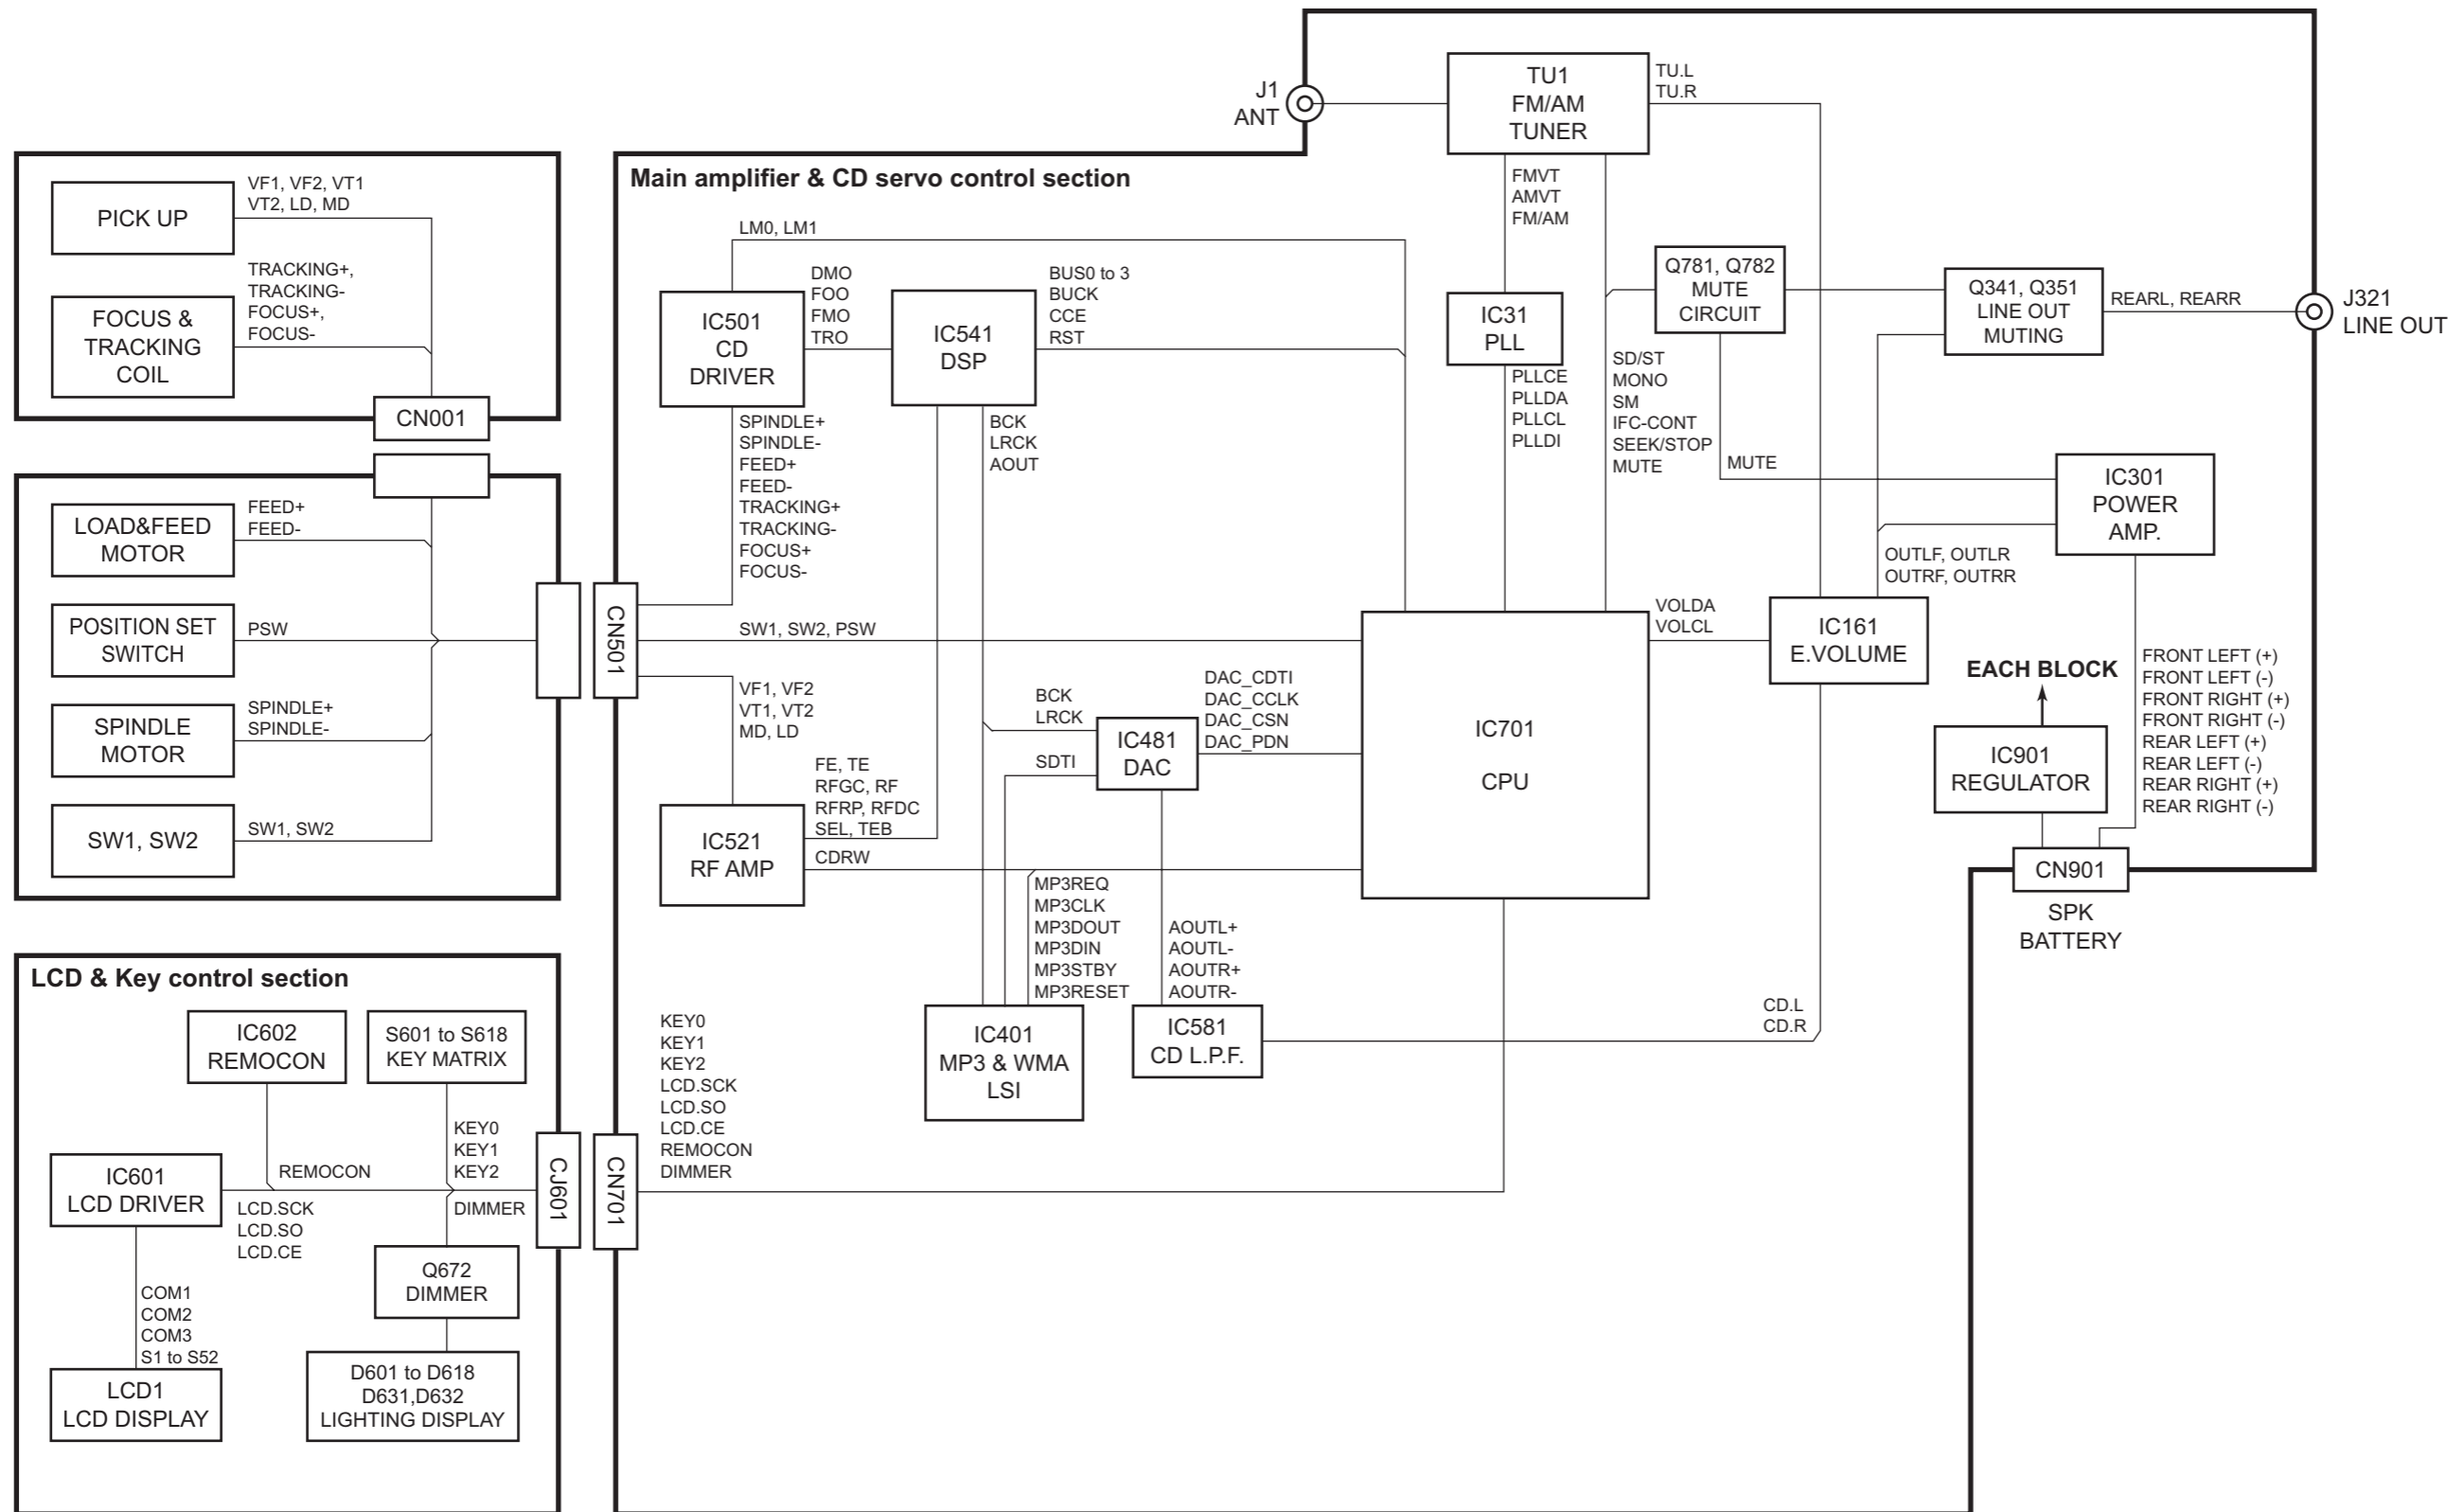 J1
ANT
TU1
FM/AM
TUNER
TU.L
TU.R
PICK UP
VF1, VF2, VT1
VT2, LD, MD
FOCUS &
TRACKING
COIL
TRACKING+,
TRACKING-
FOCUS+,
FOCUS-
CN001
LOAD&FEED
MOTOR
FEED+
FEED-
POSITION SET
SWITCH
PSW
SPINDLE
MOTOR
SPINDLE+
SPINDLE-
SW1, SW2
SW1, SW2
Main amplifier & CD servo control section
LM0, LM1
IC501
CD
DRIVER
DMO
FOO
FMO
TRO
IC541
DSP
BUS0 to 3
BUCK
CCE
RST
SPINDLE+
SPINDLE-
FEED+
FEED-
TRACKING+
TRACKING-
FOCUS+
FOCUS-
BCK
LRCK
AOUT
FMVT
AMVT
FM/AM
IC31
PLL
PLLCE
PLLDA
PLLCL
PLLDI
SD/ST
MONO
SM
IFC-CONT
SEEK/STOP
MUTE
Q781, Q782
MUTE
CIRCUIT
MUTE
Q341, Q351
LINE OUT
MUTING
REARL, REARR
J321
LINE OUT
IC301
POWER
AMP.
OUTLF, OUTLR
OUTRF, OUTRR
CN501
SW1, SW2, PSW
VF1, VF2
VT1, VT2
MD, LD
IC521
RF AMP
FE, TE
RFGC, RF
RFRP, RFDC
SEL, TEB
CDRW
BCK
LRCK
SDTI
IC481
DAC
DAC_CDTI
DAC_CCLK
DAC_CSN
DAC_PDN
IC701
CPU
VOLDA
VOLCL
IC161
E.VOLUME
EACH BLOCK
IC901
REGULATOR
FRONT LEFT (+)
FRONT LEFT (-)
FRONT RIGHT (+)
FRONT RIGHT (-)
REAR LEFT (+)
REAR LEFT (-)
REAR RIGHT (+)
REAR RIGHT (-)
CN901
SPK
BATTERY
MP3REQ
MP3CLK
MP3DOUT
MP3DIN
MP3STBY
MP3RESET
AOUTL+
AOUTL-
AOUTR+
AOUTR-
IC401
MP3 & WMA
LSI
IC581
CD L.P.F.
CD.L
CD.R
KEY0
KEY1
KEY2
LCD.SCK
LCD.SO
LCD.CE
REMOCON
DIMMER
CN701
LCD & Key control section
IC602
REMOCON
S601 to S618
KEY MATRIX
KEY0
KEY1
KEY2
IC601
LCD DRIVER
REMOCON
LCD.SCK
LCD.SO
LCD.CE
DIMMER
CJ601
Q672
DIMMER
COM1
COM2
COM3
S1 to S52
LCD1
LCD DISPLAY
D601 to D618
D631,D632
LIGHTING DISPLAY